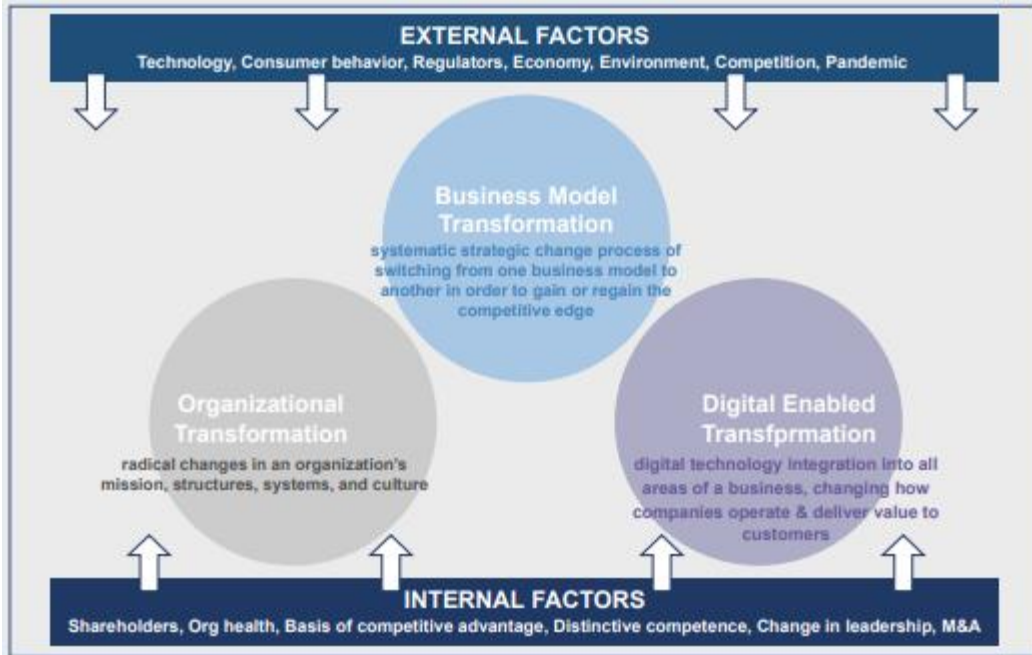 EXTERNAL FACTORS
Technology, Consumer behavior, Regulators, Economy, Environment, Competition, Pandemic
Business Model
Transformation
systematic strategic change process of
switching from one business model to
another in order to gain or regain the
competitive edge
Organizational
Transformation
radical changes in an organization's
mission, structures, systems, and culture
Digital Enabled
Transfprmation
digital technology integration into all
areas of a business, changing how
companies operate & deliver value to
customers
INTERNAL FACTORS
Shareholders, Org health, Basis of competitive advantage, Distinctive competence, Change in leadership, M&A